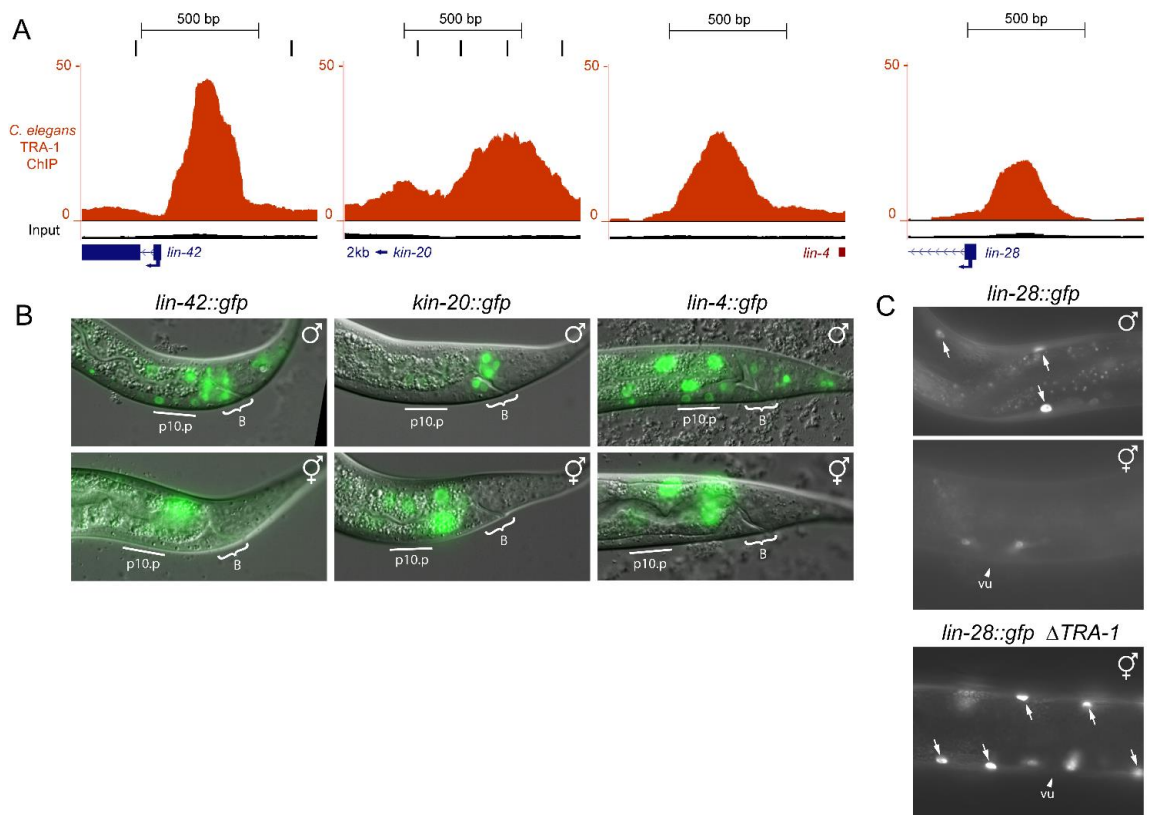 A
500 bp
500 bp
500 bp
500 bp
50
50
50
50
C. elegans
TRA-1
ChIP
0
0
0
0
Input
lin-42
2kb kin-20
lin-4
lin-28
B
lin-42::gfp
kin-20::gfp
lin-4::gfp
♂
♂
♂
p10.p
B
p10.p
B
p10.p
B
⚥
⚥
⚥
p10.p
B
p10.p
B
p10.p
B
C
lin-28::gfp
♂
⚥
vu
lin-28::gfp ΔTRA-1
⚥
vu